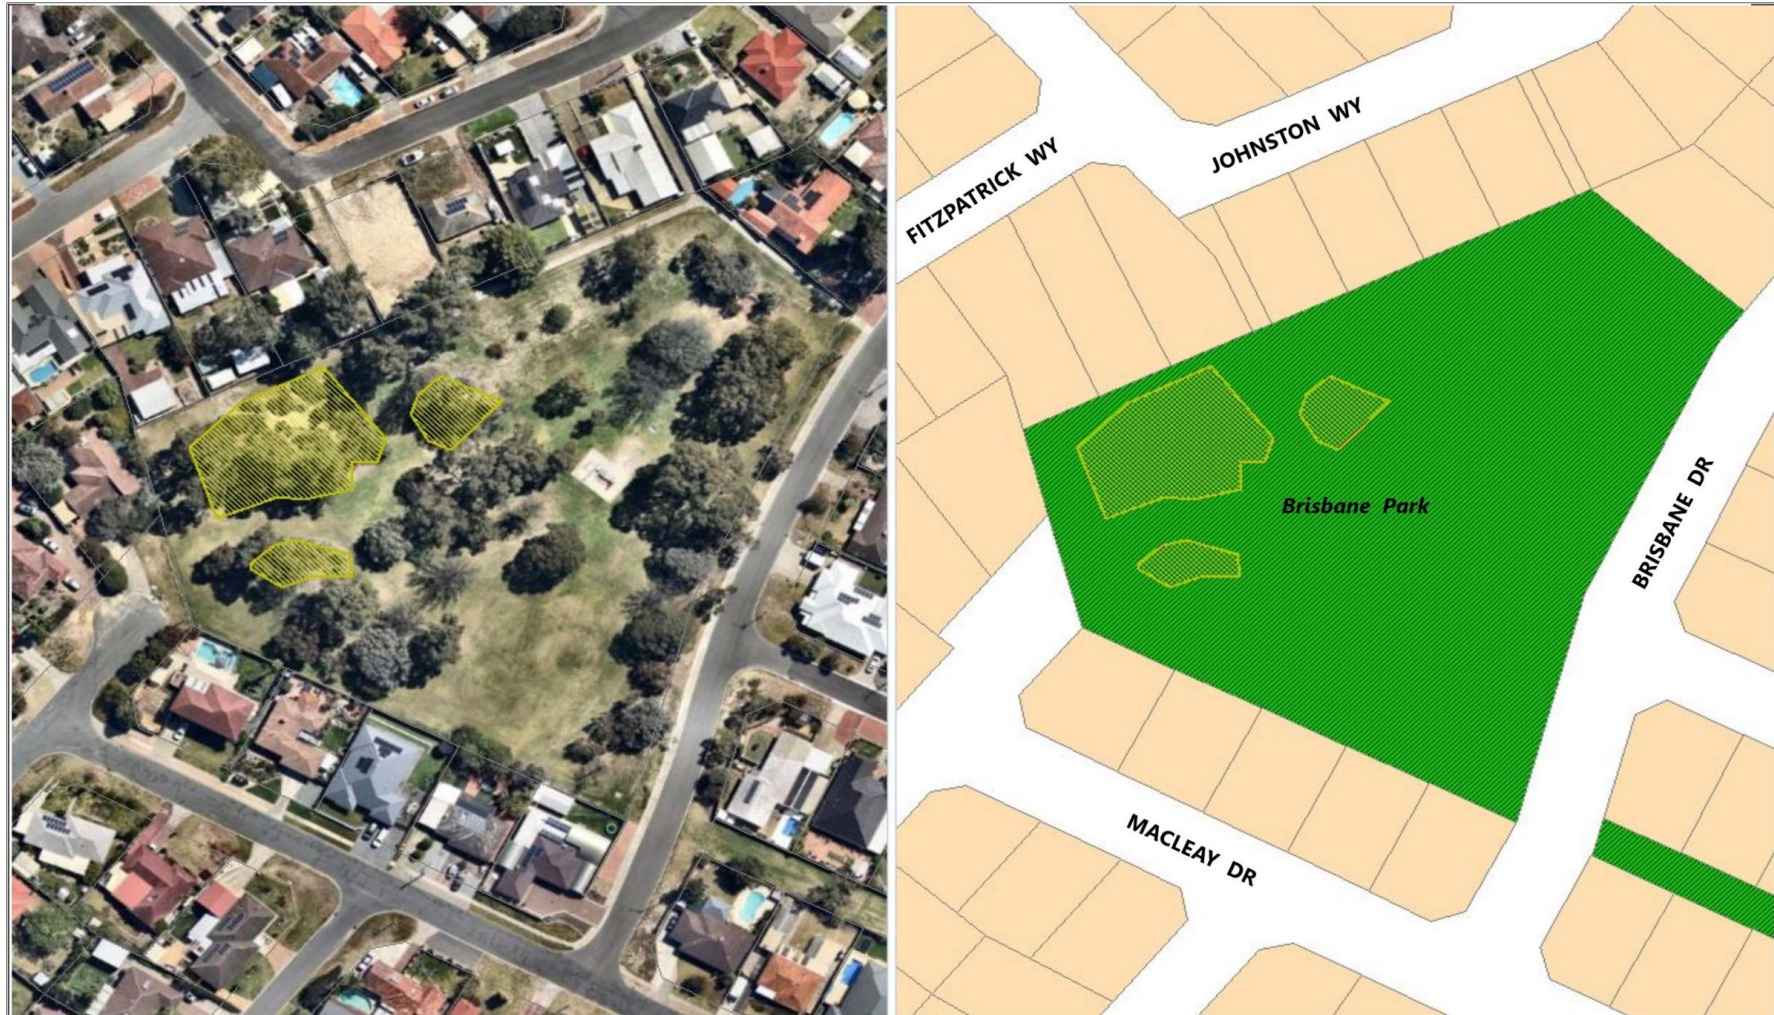 JOHNSTON WY
FITZPATRICK WY
Brisbane Park
BRISBANE DR
MACLEAY DR